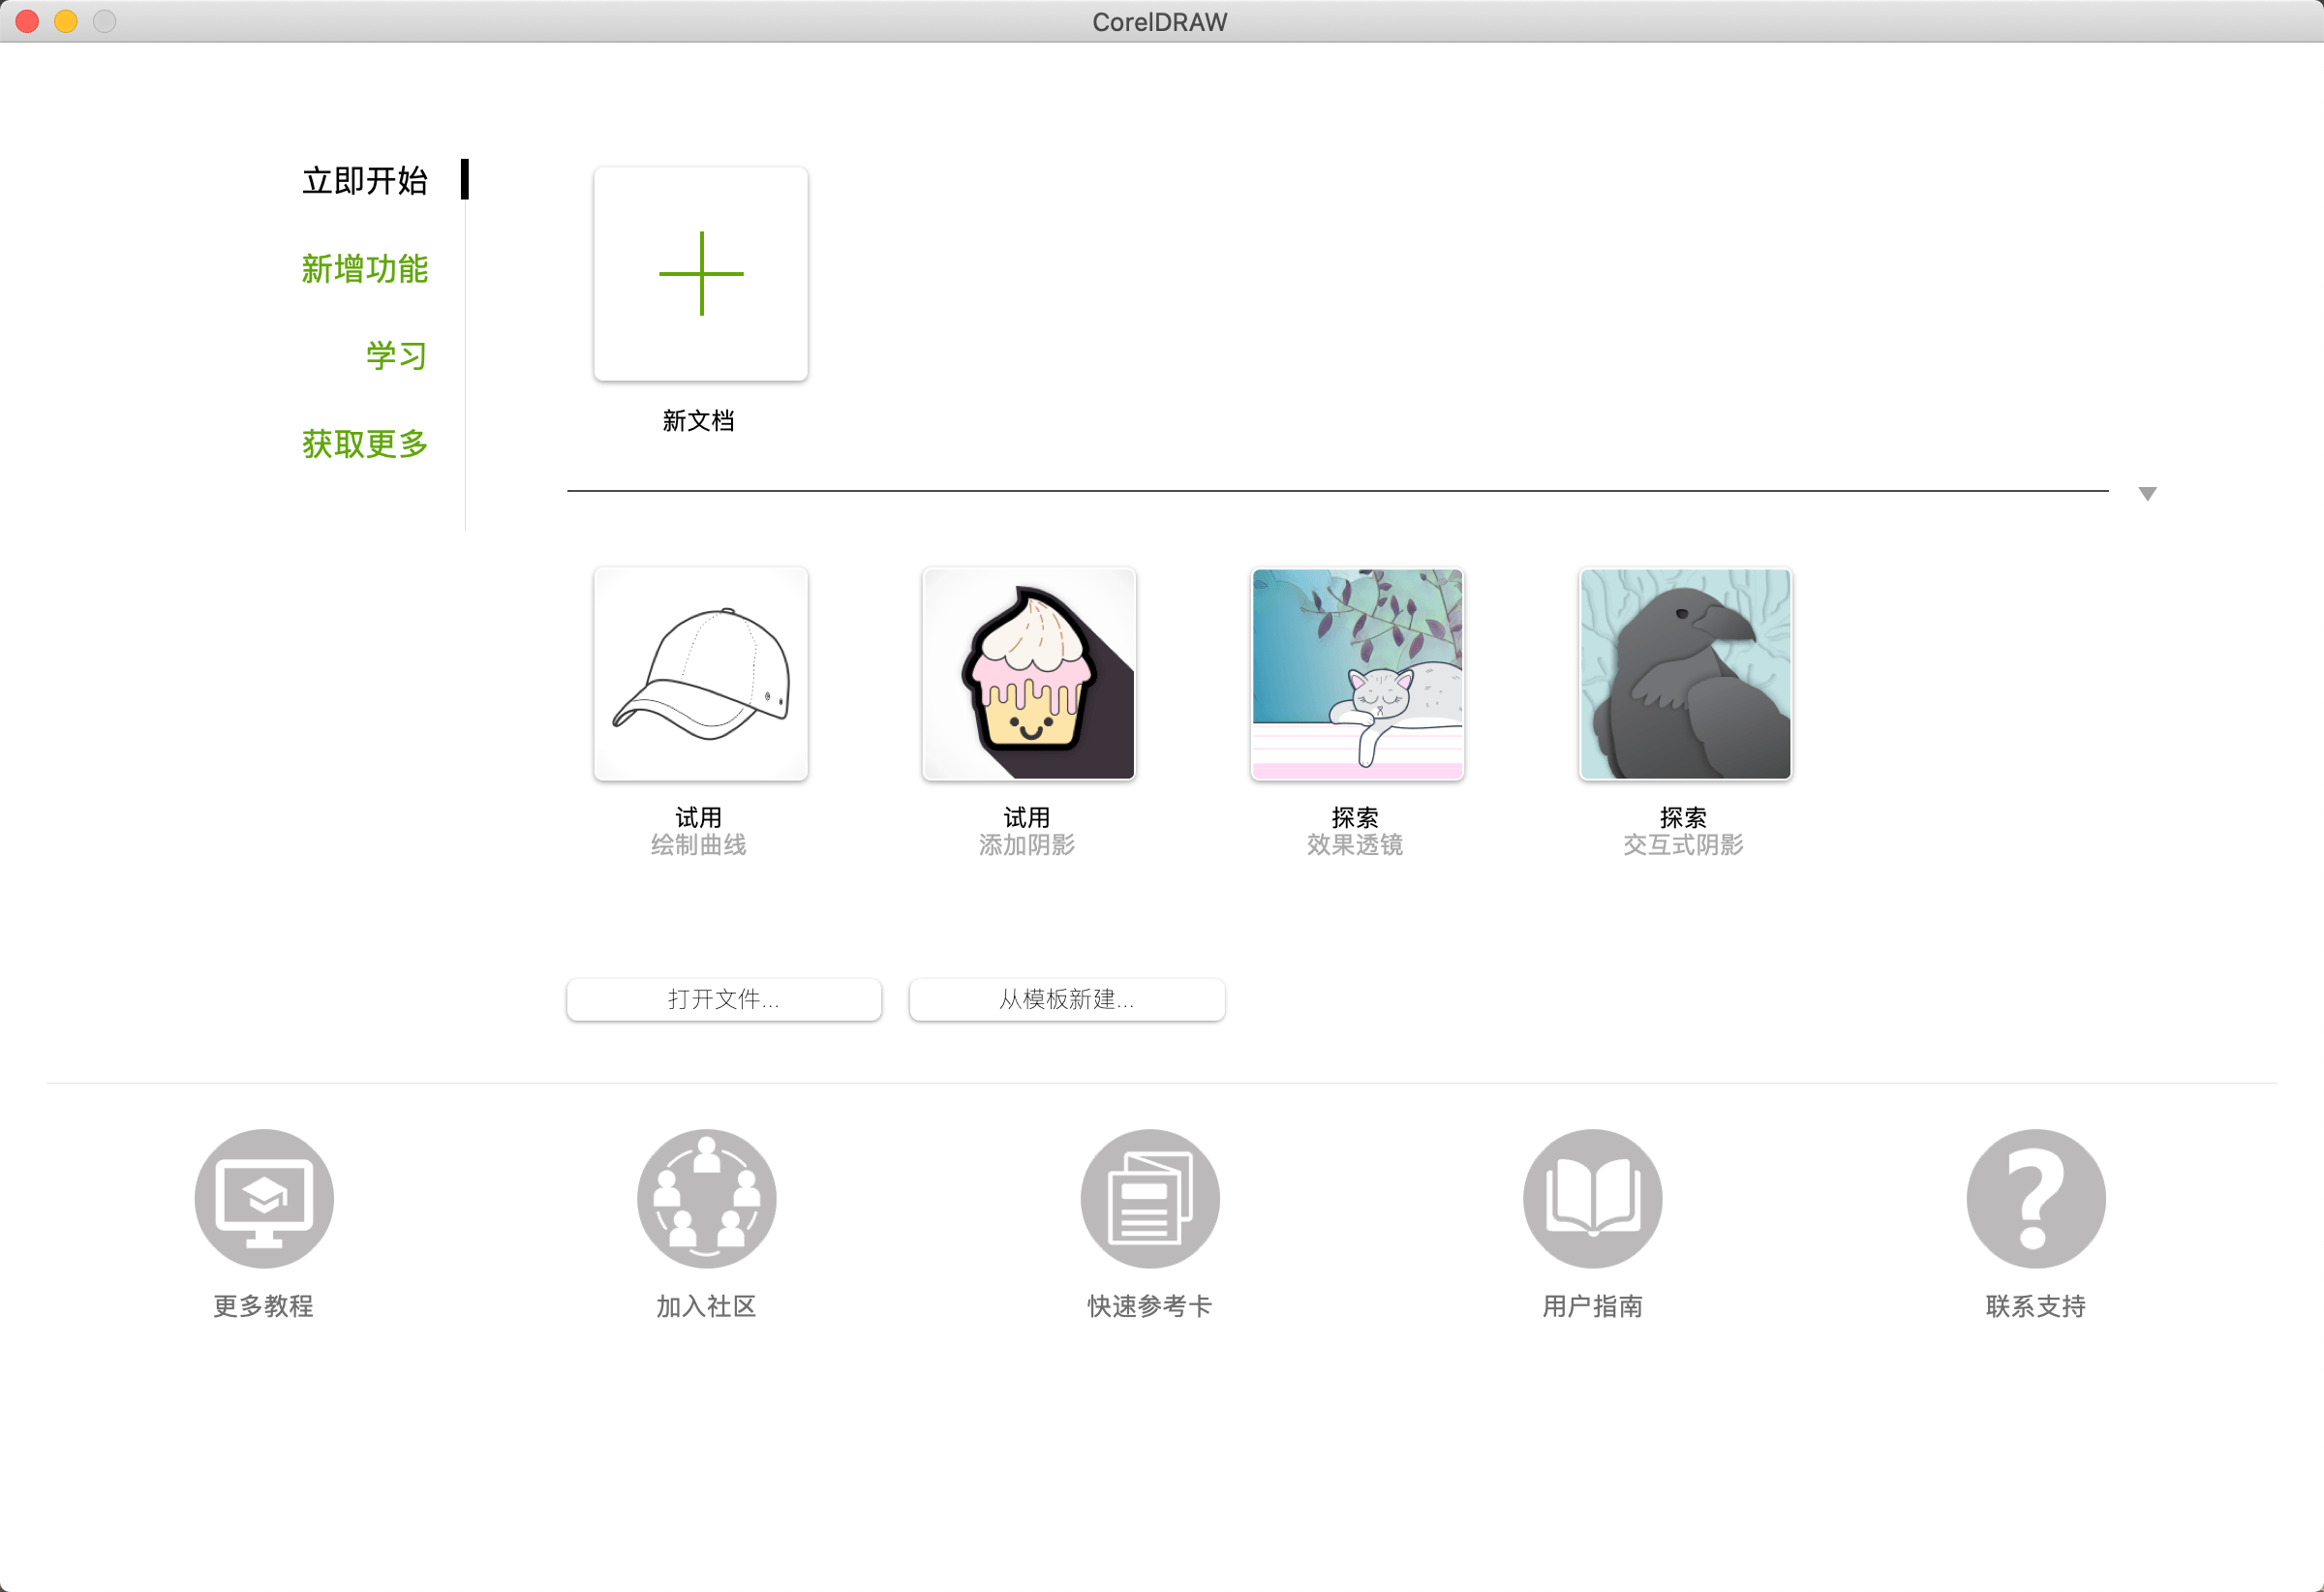 CorelDRAW
立即开始
新增功能
学习
获取更多
新文档
试用
绘制曲线
试用
添加阴影
探索
效果透镜
探索
交互式阴影
打开文件...
从模板新建...
更多教程
加入社区
快速参考卡
用户指南
联系支持